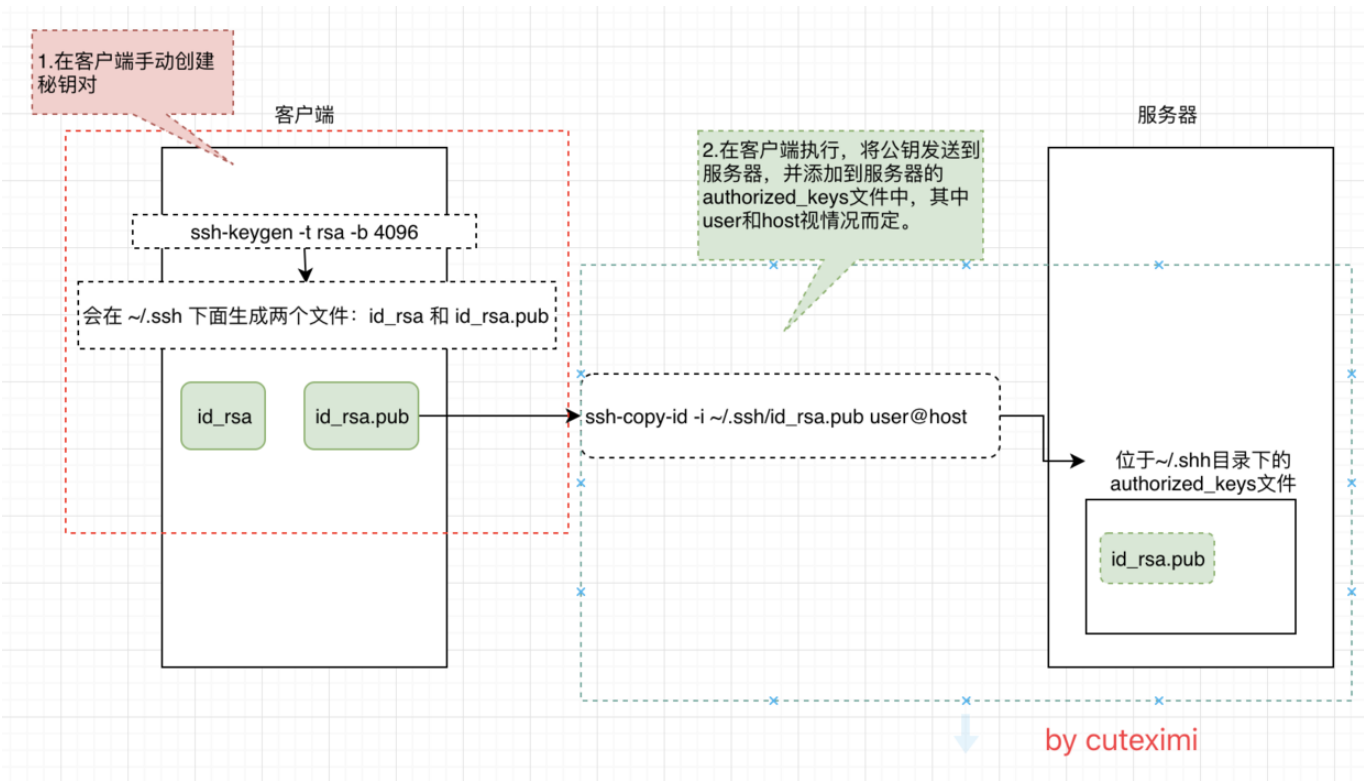 1.在客户端手动创建
秘钥对
客户端
服务器
2.在客户端执行，将公钥发送到
服务器，并添加到服务器的
authorized_keys文件中，其中
user和host视情况而定。
ssh-keygen -t rsa -b 4096
会在 ~/.ssh 下面生成两个文件：id_rsa 和 id_rsa.pub
id_rsa
id_rsa.pub
ssh-copy-id -i ~/.ssh/id_rsa.pub user@host
位于~/.shh目录下的
authorized_keys文件
id_rsa.pub
by cuteximi